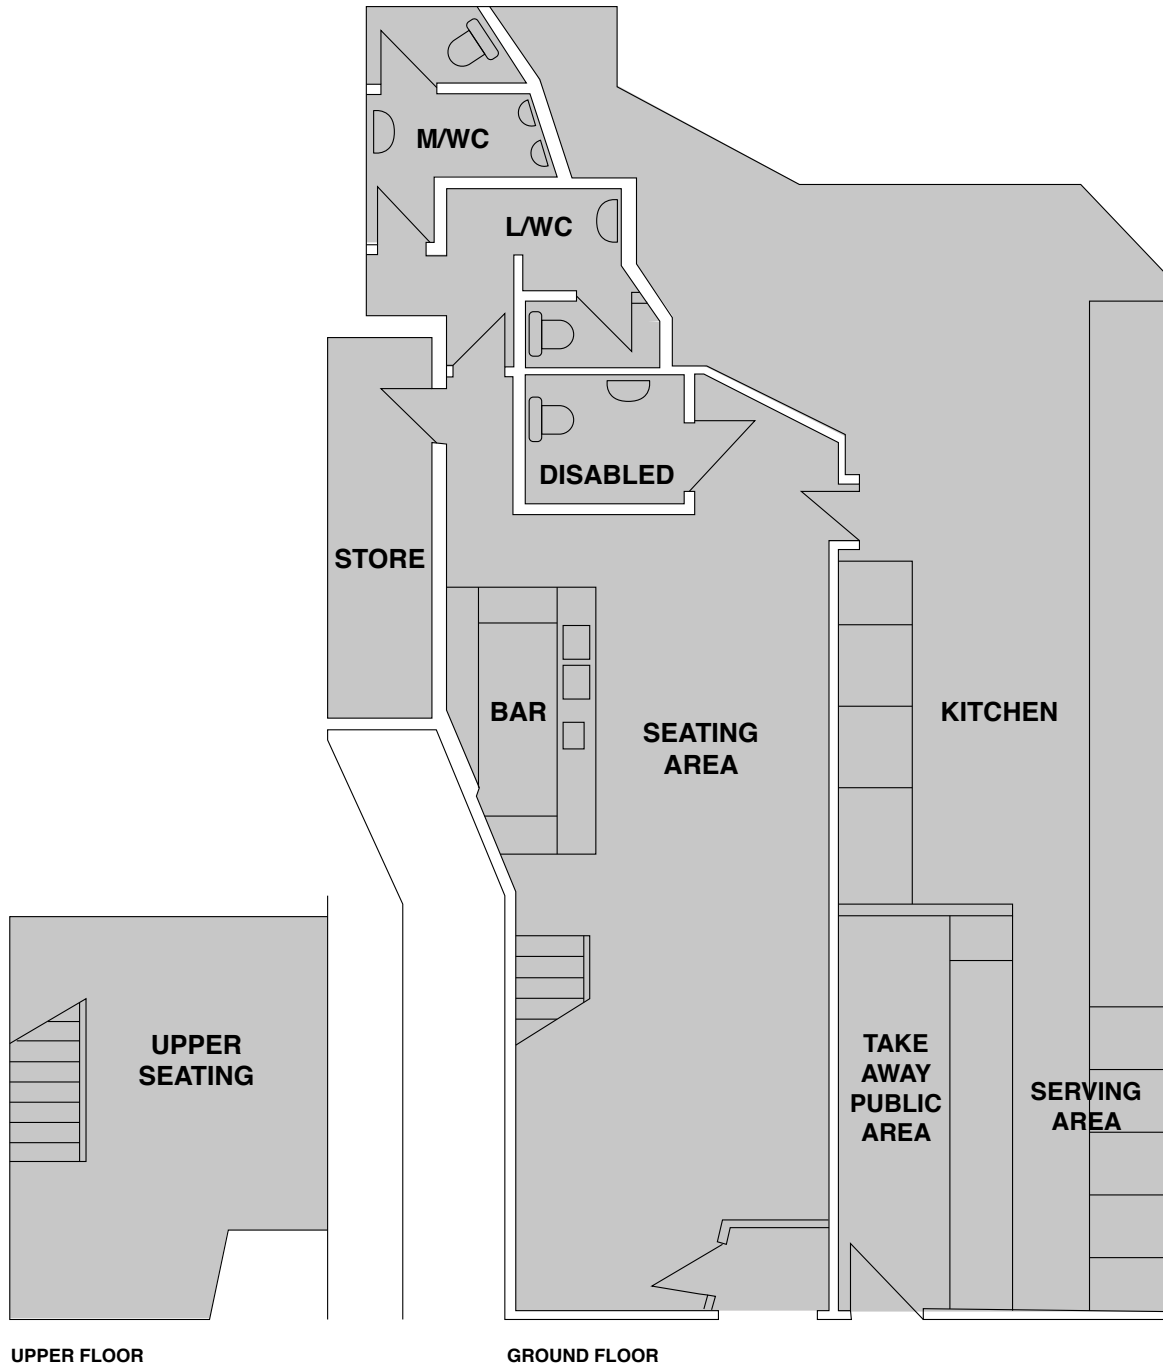 M/WC
L/WC
DISABLED
STORE
BAR
SEATING
AREA
KITCHEN
UPPER
SEATING
TAKE
AWAY
PUBLIC
AREA
SERVING
AREA
UPPER FLOOR
GROUND FLOOR